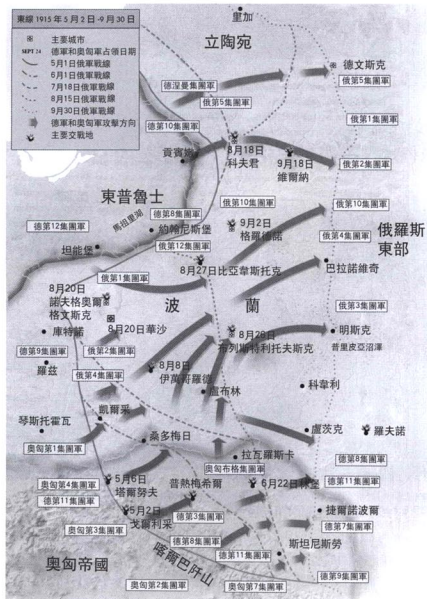 東線 1915年5月2日-9月30日
主要城市
SEPT 24 德軍和奧匈軍占領日期
5月1日俄軍戰線
6月1日俄軍戰線
7月18日俄軍戰線
8月15日俄軍戰線
9月30日俄軍戰線
德軍和奧匈軍攻擊方向
主要交戰地
里加
立陶宛
德文斯克
俄第5集團軍
德涅曼集團軍
俄第5集團軍
俄第1集團軍
德第10集團軍
8月18日
科夫君
貢賓
9月18日
維爾納
俄第2集團軍
東普魯士
馬坦里湖
俄第10集團軍
俄第10集團軍
德第8集團軍
9月2日
格羅德諾
德第12集團軍
約翰尼斯堡
俄第4集團軍
俄羅斯
東部
坦能堡
俄第12集團軍
8月27日比亞韋斯托克
巴拉諾維奇
俄第1集團軍
8月20日
諾夫格奧爾
格文斯克
波蘭
俄第3集團軍
8月20日華沙
庫特諾
8月28日
布列斯特利托夫斯克
明斯克
普里皮亞沼澤
德第9集團軍
俄第2集團軍
羅茲
8月8日
伊萬哥羅德
俄第4集團軍
盧布林
科韋利
凱爾采
琴斯托霍瓦
盧茨克
羅夫諾
奧匈第1集團軍
桑多梅日
拉瓦羅斯卡
德第8集團軍
奧匈布格集團軍
奧匈第4集團軍
5月6日
塔爾努夫
普熱梅希爾
6月22日林堡
德第11集團軍
德第11集團軍
5月2日
戈爾利采
德第3集團軍
捷爾諾波爾
德第7集團軍
奧匈第3集團軍
德第8集團軍
斯坦尼斯勞
喀爾巴阡山
德第11集團軍
奧匈帝國
德第9集團軍
奧匈第2集團軍
奧匈第7集團軍